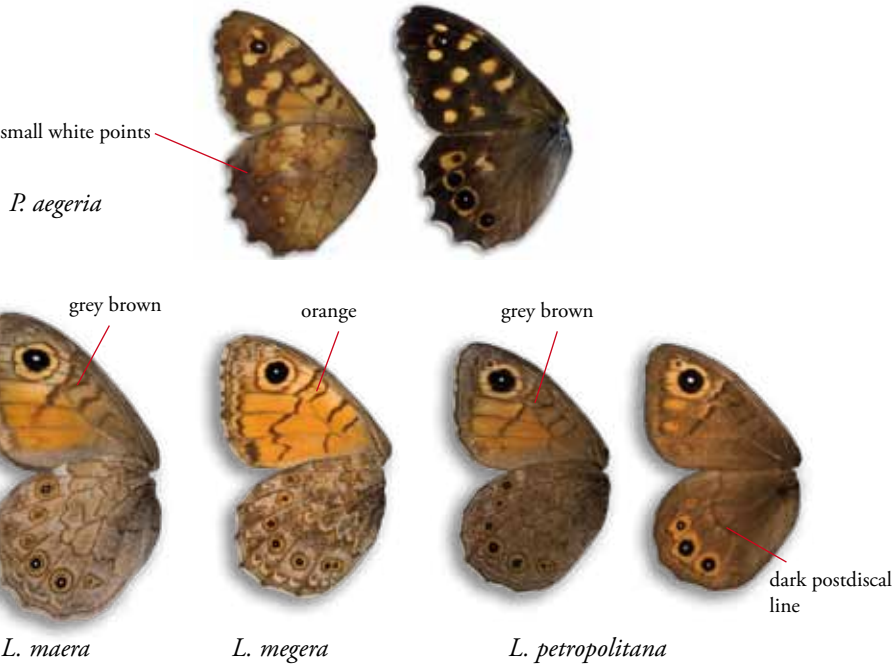 small white points
P. aegeria
grey brown
orange
grey brown
dark postdiscal
line
L. maera
L. megera
L. petropolitana